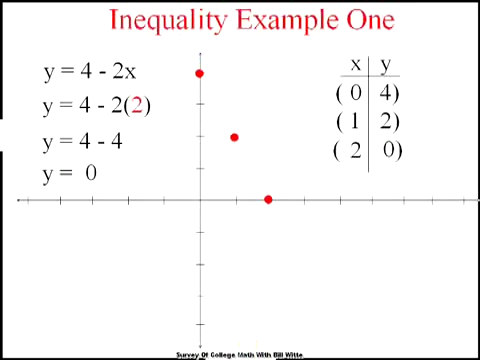 Inequality Example One
y = 4 - 2x
y = 4 - 2(2)
y = 4 - 4
y = 0
x y
( 0 4)
( 1 2)
( 2 0)
Survey Of College Math With Bill Witte